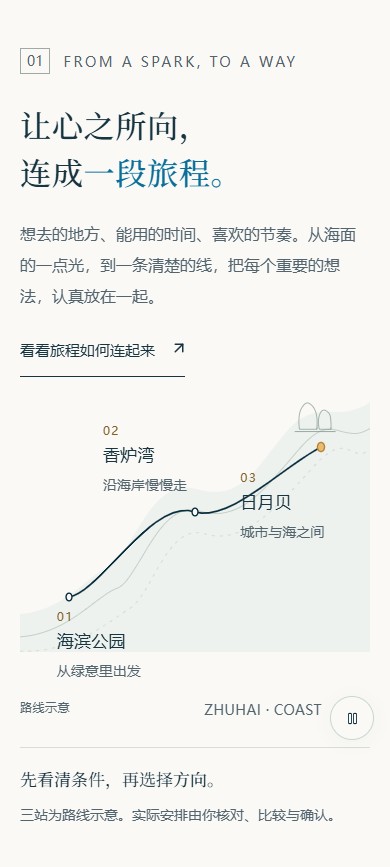 01 FROM A SPARK, TO A WAY
让心之所向,
连成一段旅程。
想去的地方、能用的时间、喜欢的节奏。从海面
的一点光，到一条清楚的线，把每个重要的想
法，认真放在一起。
看看旅程如何连起来
02
香炉湾
沿海岸慢慢走
03
日月贝
城市与海之间
01
海滨公园
从绿意里出发
路线示意
ZHUHAI · COAST
先看清条件，再选择方向。
三站为路线示意。实际安排由你核对、比较与确认。